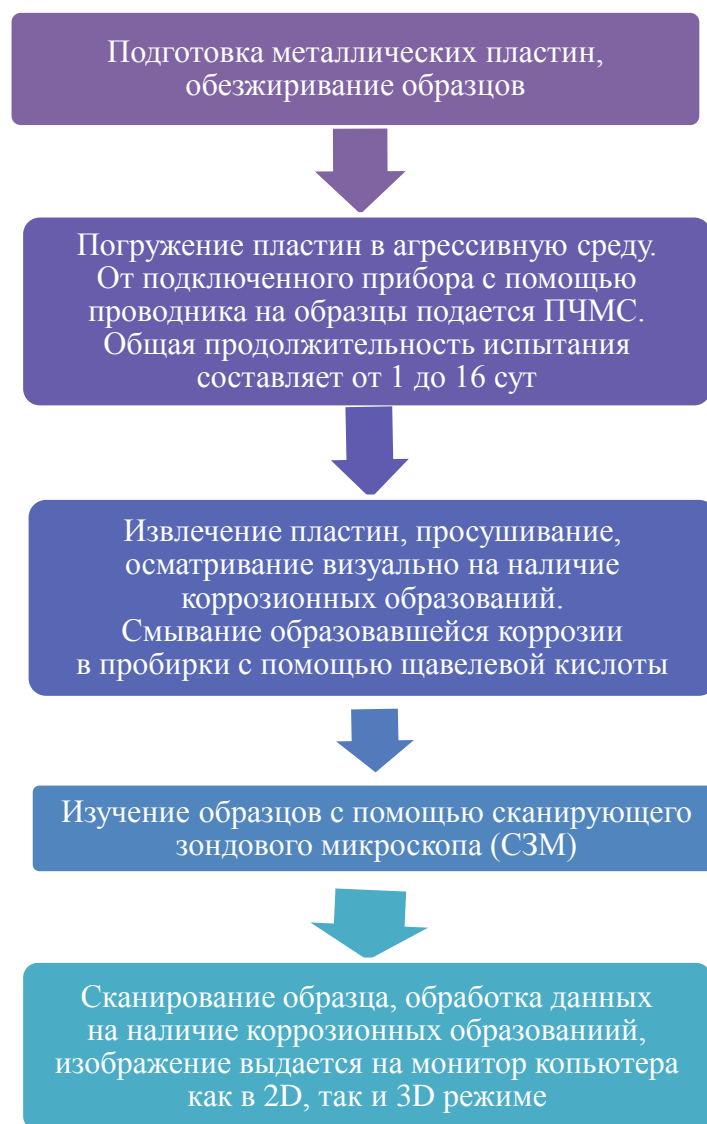 Подготовка металлических пластин,
обезжиривание образцов
Погружение пластин в агрессивную среду.
От подключенного прибора с помощью
проводника на образцы подается ПЧМС.
Общая продолжительность испытания
составляет от 1 до 16 сут
Извлечение пластин, просушивание,
осматривание визуально на наличие
коррозионных образований.
Смывание образовавшейся коррозии
в пробирки с помощью щавелевой кислоты
Изучение образцов с помощью сканирующего
зондового микроскопа (СЗМ)
Сканирование образца, обработка данных
на наличие коррозионных образованиий,
изображение выдается на монитор копьютера
как в 2D, так и 3D режиме